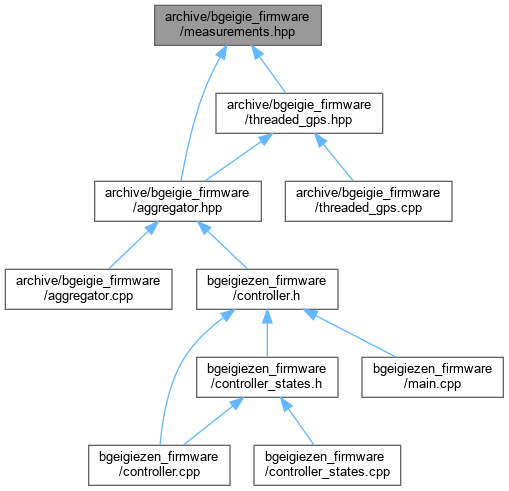 archive/bgeigie_firmware
/measurements.hpp
archive/bgeigie_firmware
/threaded_gps.hpp
archive/bgeigie_firmware
/aggregator.hpp
archive/bgeigie_firmware
/threaded_gps.cpp
archive/bgeigie_firmware
/aggregator.cpp
bgeigiezen_firmware
/controller.h
bgeigiezen_firmware
/controller_states.h
bgeigiezen_firmware
/main.cpp
bgeigiezen_firmware
/controller.cpp
bgeigiezen_firmware
/controller_states.cpp